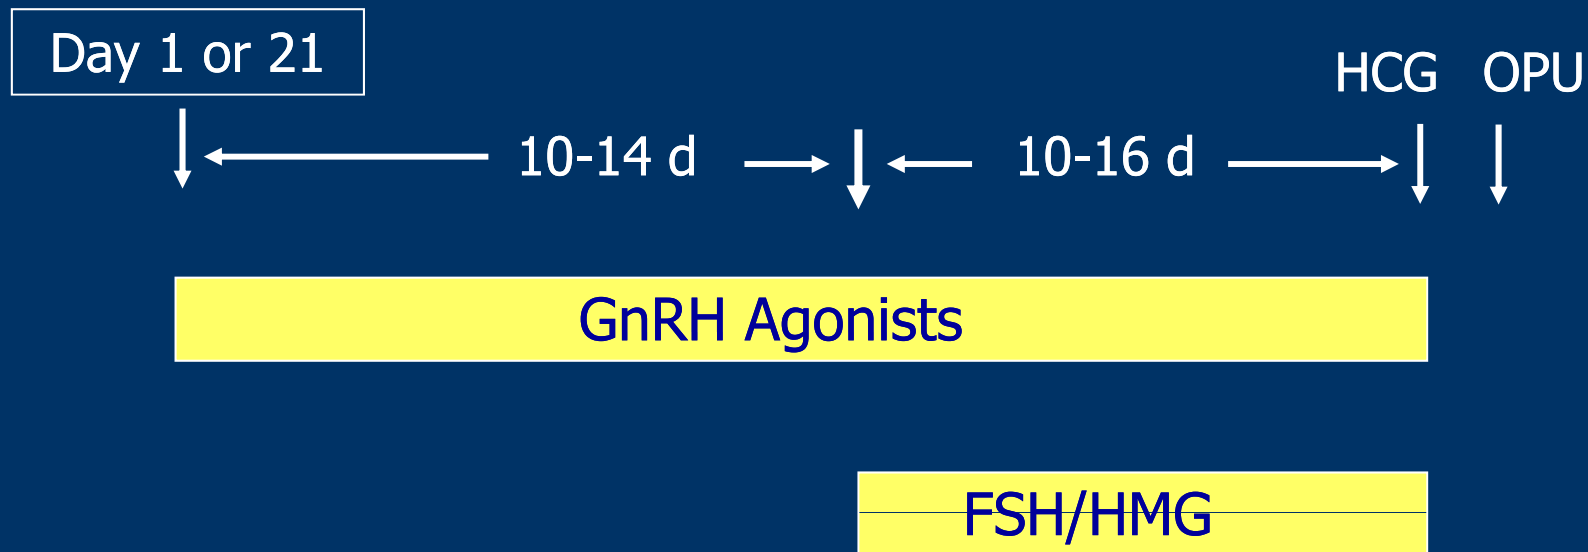 Day 1 or 21
HCG OPU
10-14 d
10-16 d
GnRH Agonists
FSH/HMG